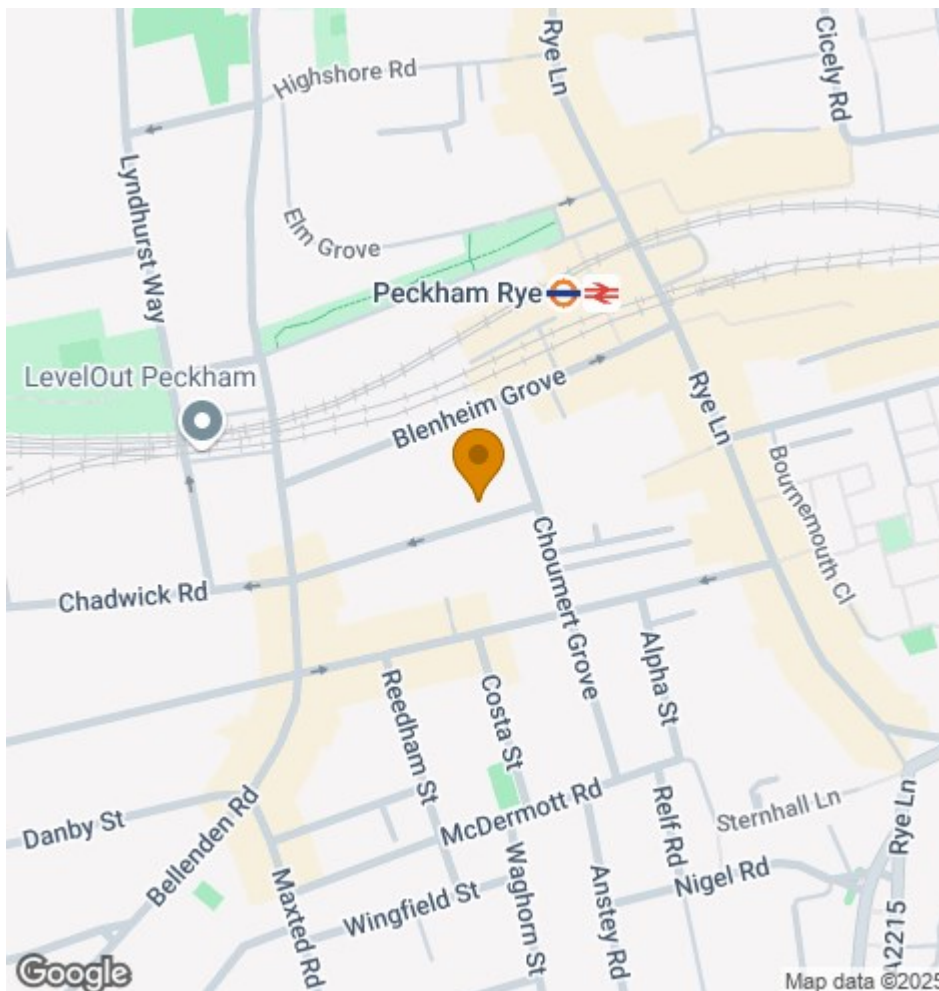 Highshore Rd
Rye Ln
Cicely Rd
Lyndhurst Way
Elm Grove
Peckham Rye
LevelOut Peckham
Blenheim Grove
Rye Ln
Bournemouth Cl
Chadwick Rd
Choumert Grove
Alpha St
Reedham St
Costa St
Danby St
Bellenden Rd
McDermott Rd
Relf Rd
Sternhall Ln
Rye Ln
Maxted Rd
Wingfield St
Waghorn St
Anstey Rd
Nigel Rd
A2215
Google
Map data ©2025